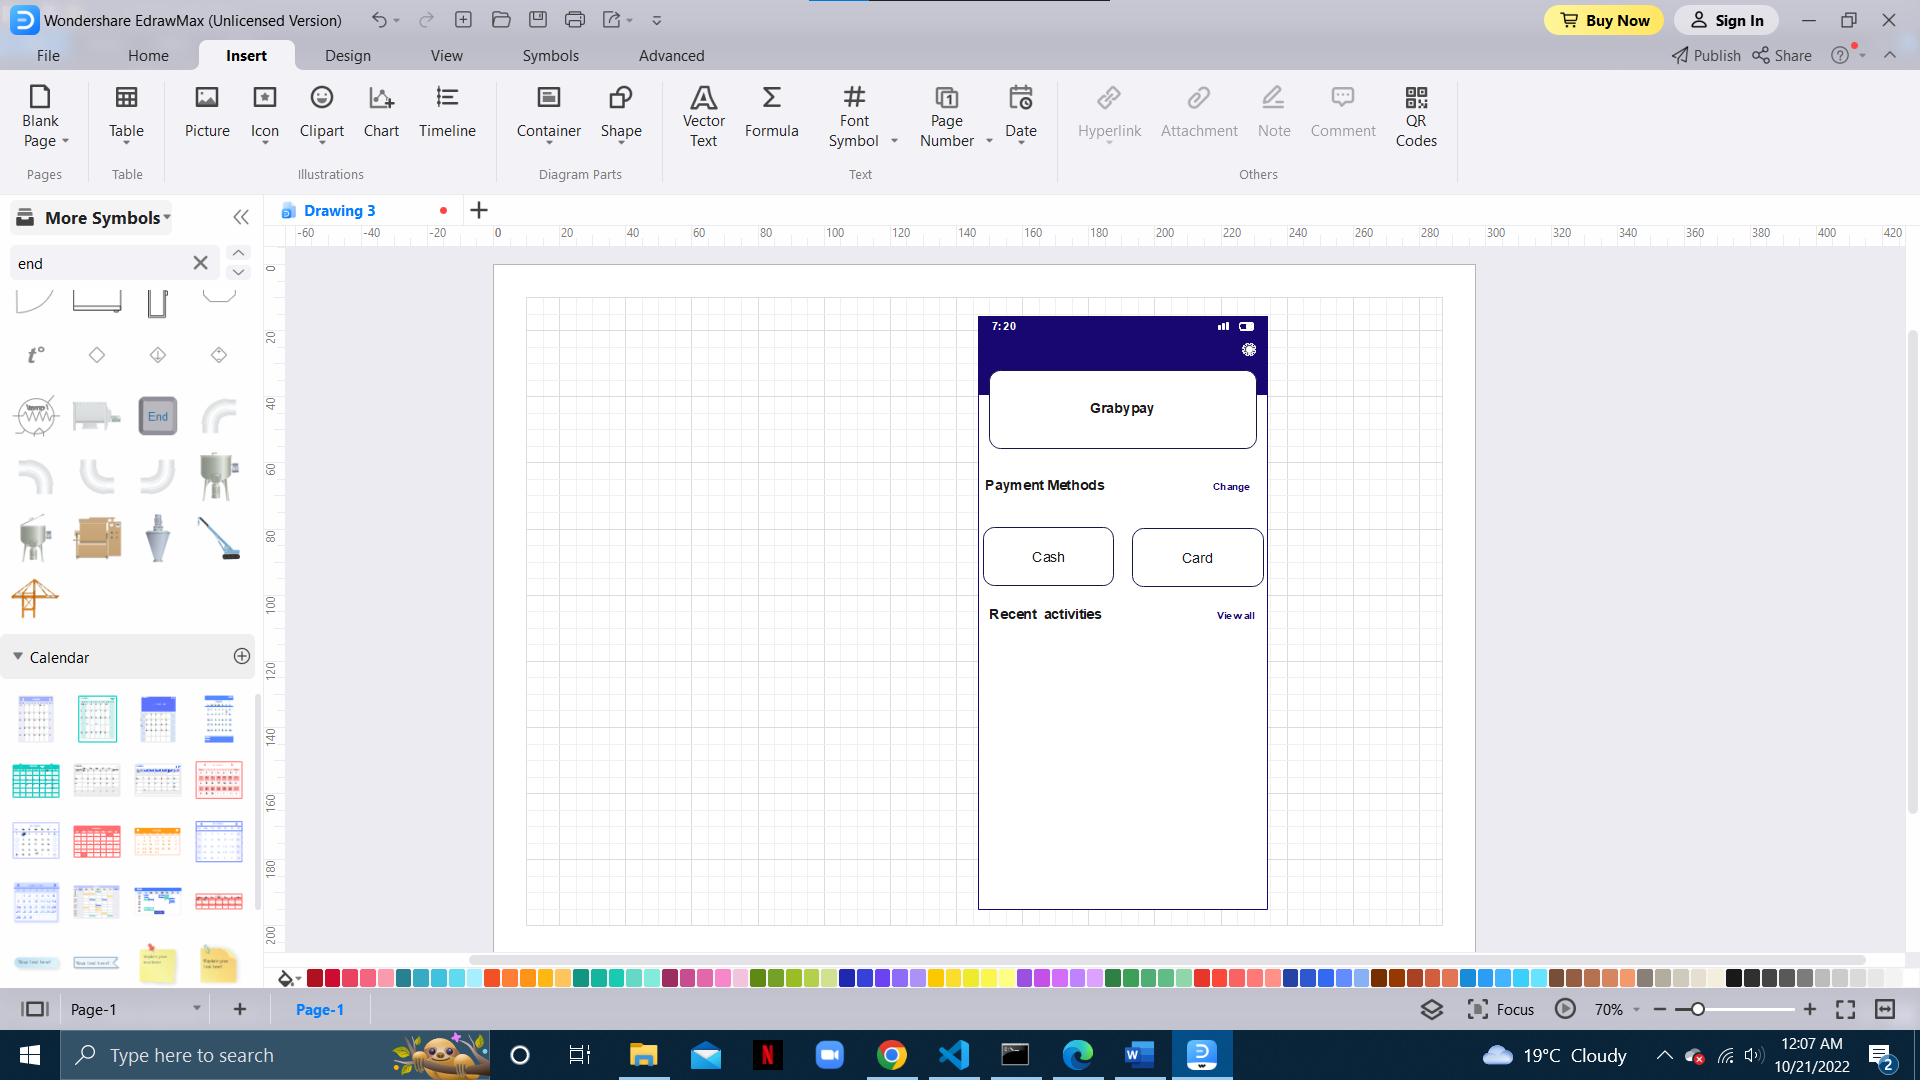 Wondershare EdrawMax (Unlicensed Version)
Buy Now
Sign In
File
Home
Insert
Design
View
Symbols
Advanced
Publish
Share
Blank Page
Table
Picture
Icon
Clipart
Chart
Timeline
Container
Shape
Vector Text
Formula
Font Symbol
Page Number
Date
Hyperlink
Attachment
Note
Comment
QR Codes
Pages
Table
Illustrations
Diagram Parts
Text
Others
More Symbols
Drawing 3
-60 -40 -20 0 20 40 60 80 100 120 140 160 180 200 220 240 260 280 300 320 340 360 380 400 420
end
0 20 40 60 80 100 120 140 160 180 200
t°
End
7:20
Grabypay
Payment Methods
Change
Cash
Card
Recent activities
View all
Calendar
Page-1
Page-1
Focus
70%
Type here to search
19°C Cloudy
12:07 AM
10/21/2022
2